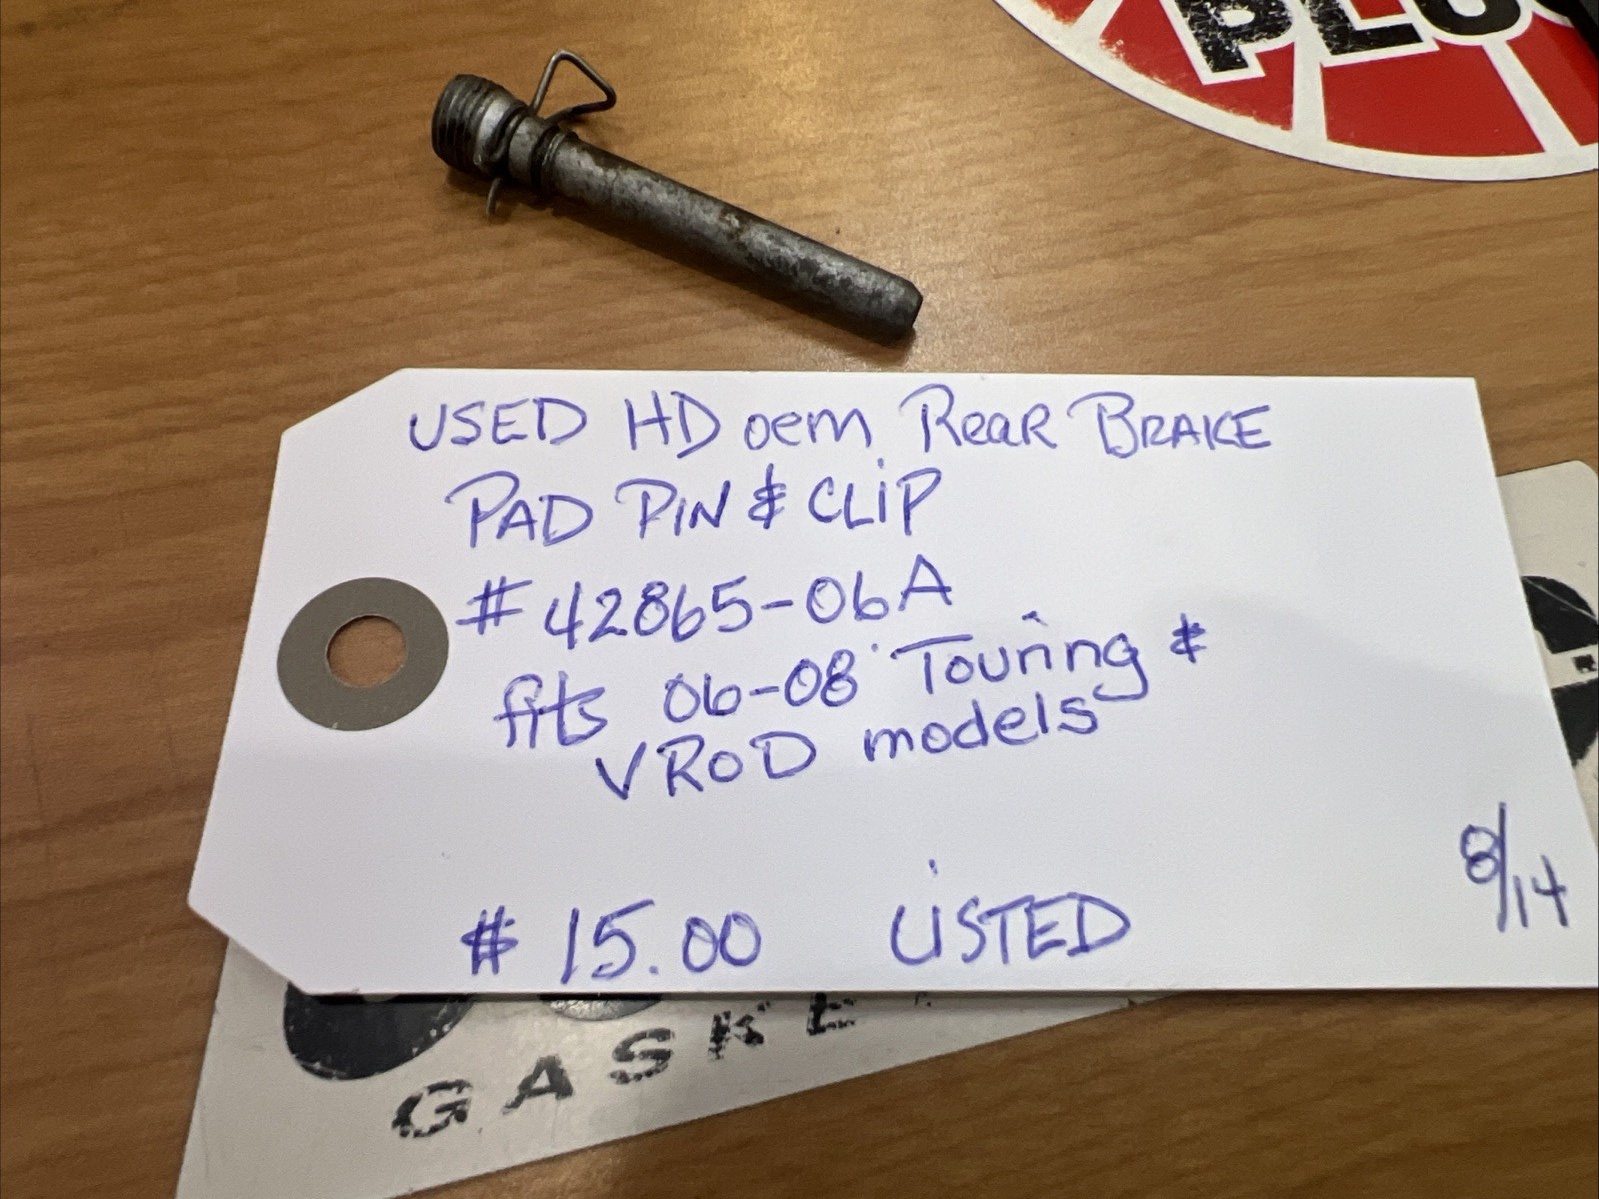 PLU
USED HD oem Rear BRAKE
PAD PIN & CLiP
# 42865-06A
fits 06-08 Touring &
VRoD models
8/14
$ 15.00 LiSTED
GASKE